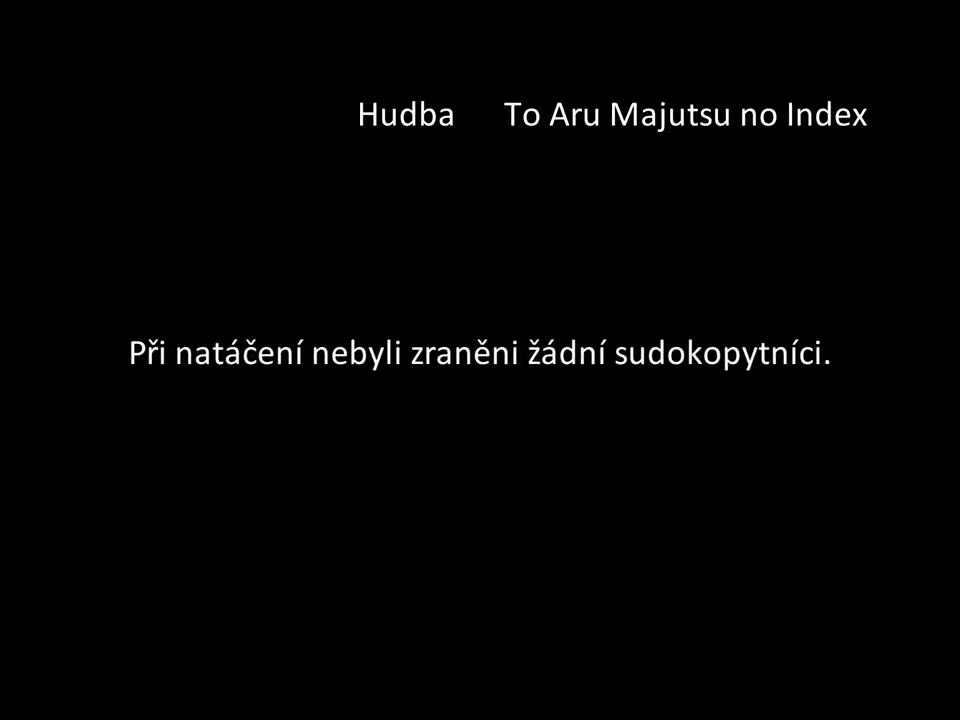 Hudba To Aru Majutsu no Index
Při natáčení nebyli zraněni žádní sudokopytníci.